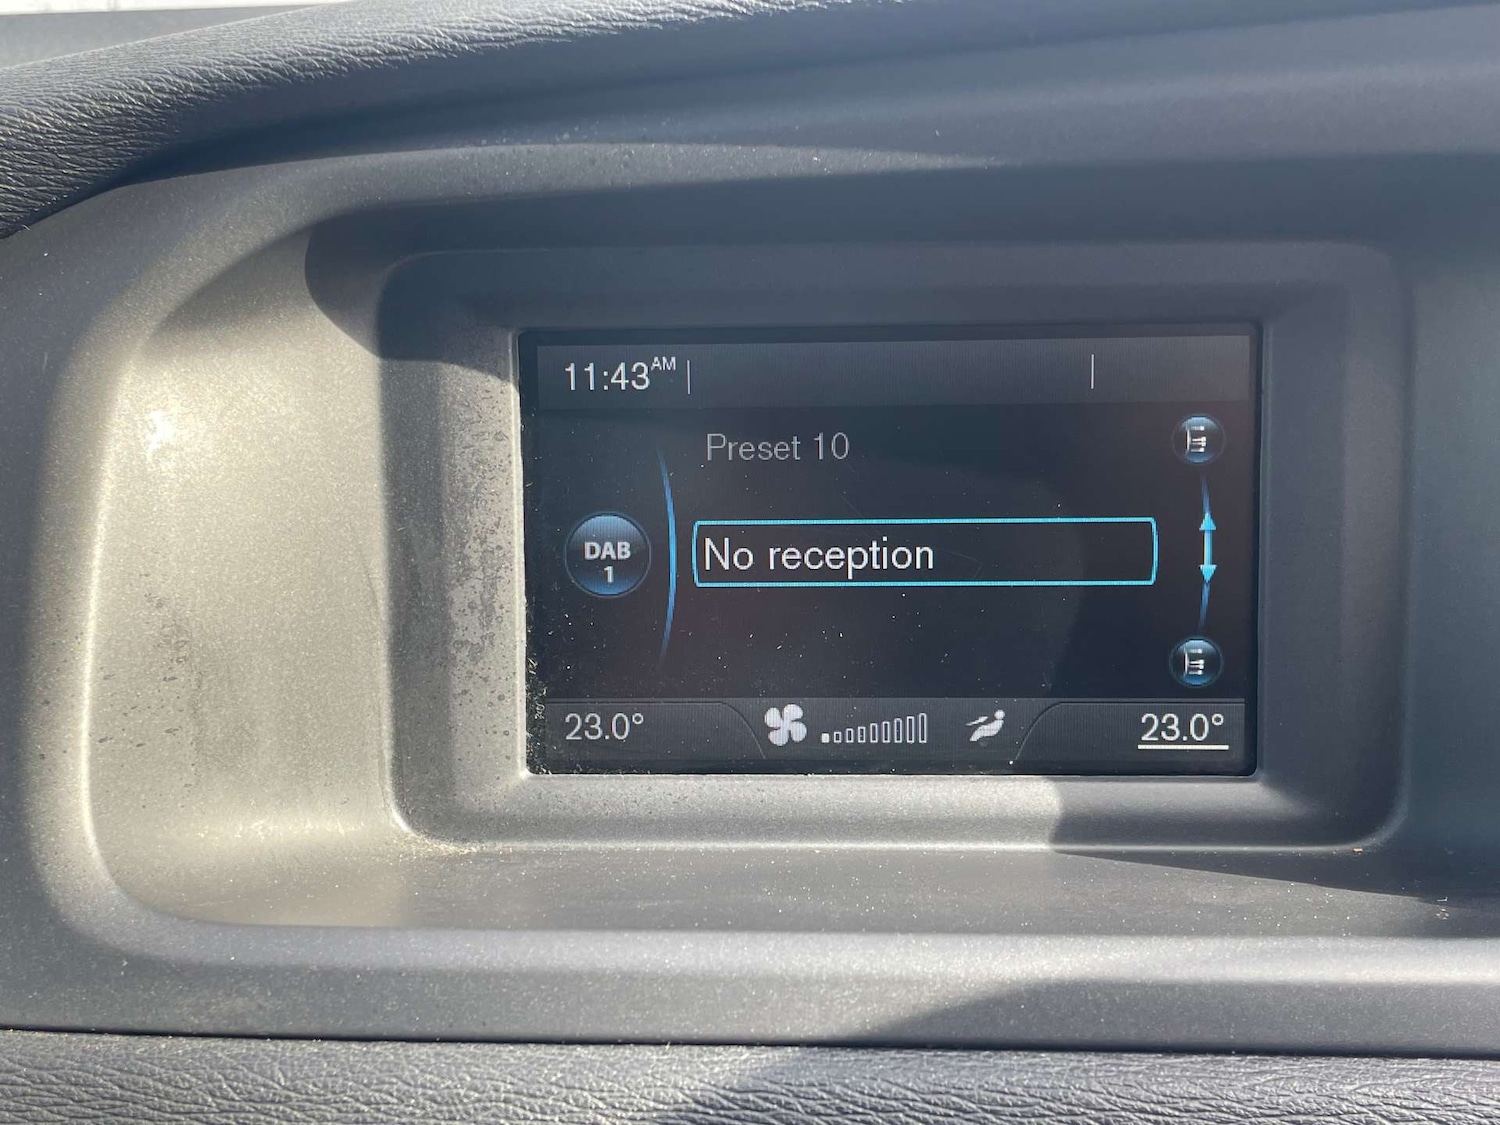 11:43AM
Preset 10
DAB
1
No reception
23.0°
23.0°